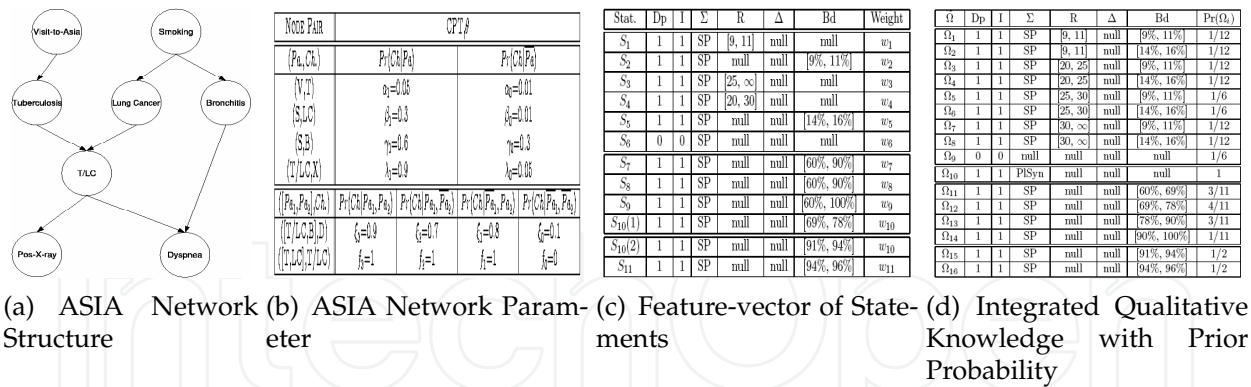 Visit-to-Asia
Smoking
Tuberculosis
Lung Cancer
Bronchitis
T/LC
Pos-X-ray
Dyspnea
NODE PAIR CPT,β
(Pa., Ch.) Pr(Ch|Pa) Pr(Ch|P̅a̅)
(V,T) α₁=0.05 α₀=0.01
(S,LC) β₁=0.3 β₀=0.01
(S,B) γ₁=0.6 γ₀=0.3
(T/LC,X) λ₁=0.9 λ₀=0.05
([Pa₁,Pa₂],Ch.) Pr(Ch|Pa₁,Pa₂) Pr(Ch|Pa₁,P̅a̅₂) Pr(Ch|P̅a̅₁,Pa₂) Pr(Ch|P̅a̅₁,P̅a̅₂)
([T/LC,B],D) ξ₃=0.9 ξ₂=0.7 ξ₁=0.8 ξ₀=0.1
([T,LC],T/LC) f₃=1 f₂=1 f₁=1 f₀=0
Stat. Dp I Σ R Δ Bd Weight
S₁ 1 1 SP [9, 11] null null w₁
S₂ 1 1 SP null null [9%, 11%] w₂
S₃ 1 1 SP [25, ∞] null null w₃
S₄ 1 1 SP [20, 30] null null w₄
S₅ 1 1 SP null null [14%, 16%] w₅
S₆ 0 0 SP null null null w₆
S₇ 1 1 SP null null [60%, 90%] w₇
S₈ 1 1 SP null null [60%, 90%] w₈
S₉ 1 1 SP null null [60%, 100%] w₉
S₁₀(1) 1 1 SP null null [69%, 78%] w₁₀
S₁₀(2) 1 1 SP null null [91%, 94%] w₁₀
S₁₁ 1 1 SP null null [94%, 96%] w₁₁
Ω Dp I Σ R Δ Bd Pr(Ωᵢ)
Ω₁ 1 1 SP [9, 11] null [9%, 11%] 1/12
Ω₂ 1 1 SP [9, 11] null [14%, 16%] 1/12
Ω₃ 1 1 SP [20, 25] null [9%, 11%] 1/12
Ω₄ 1 1 SP [20, 25] null [14%, 16%] 1/12
Ω₅ 1 1 SP [25, 30] null [9%, 11%] 1/6
Ω₆ 1 1 SP [25, 30] null [14%, 16%] 1/6
Ω₇ 1 1 SP [30, ∞] null [9%, 11%] 1/12
Ω₈ 1 1 SP [30, ∞] null [14%, 16%] 1/12
Ω₉ 0 0 null null null null 1/6
Ω₁₀ 1 1 PlSyn null null null 1
Ω₁₁ 1 1 SP null null [60%, 69%] 3/11
Ω₁₂ 1 1 SP null null [69%, 78%] 4/11
Ω₁₃ 1 1 SP null null [78%, 90%] 3/11
Ω₁₄ 1 1 SP null null [90%, 100%] 1/11
Ω₁₅ 1 1 SP null null [91%, 94%] 1/2
Ω₁₆ 1 1 SP null null [94%, 96%] 1/2
(a) ASIA Network
Structure
(b) ASIA Network Param-
eter
(c) Feature-vector of State-
ments
(d) Integrated Qualitative
Knowledge with Prior
Probability
intechopen